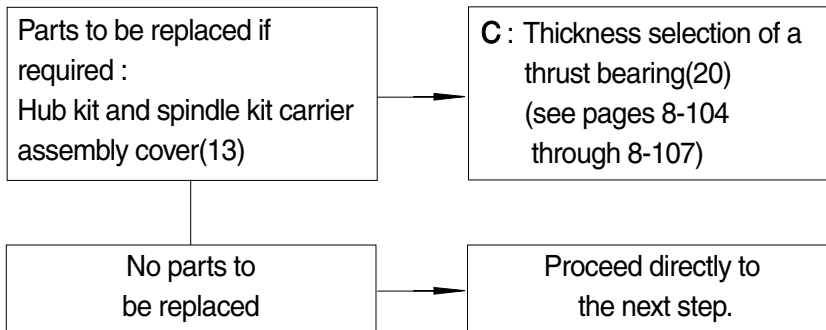 Parts to be replaced if
required :
Hub kit and spindle kit carrier
assembly cover(13)
C : Thickness selection of a
thrust bearing(20)
(see pages 8-104
through 8-107)
No parts to
be replaced
Proceed directly to
the next step.